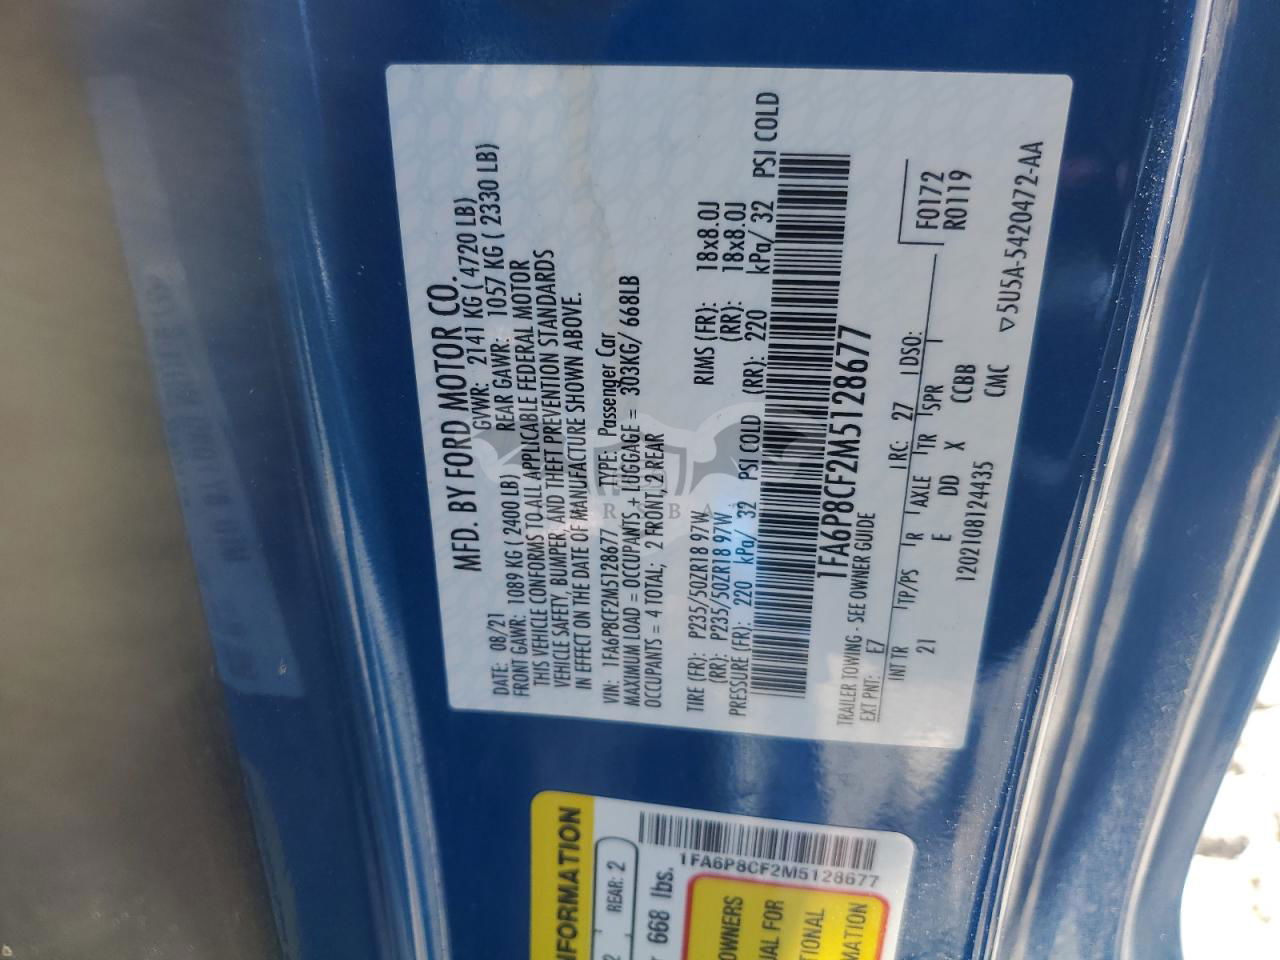 MFD. BY FORD MOTOR CO.
DATE: 08/21 GVWR: 2141 KG ( 4720 LB)
FRONT GAWR: 1089 KG ( 2400 LB) REAR GAWR: 1057 KG ( 2330 LB)
THIS VEHICLE CONFORMS TO ALL APPLICABLE FEDERAL MOTOR
VEHICLE SAFETY, BUMPER, AND THEFT PREVENTION STANDARDS
IN EFFECT ON THE DATE OF MANUFACTURE SHOWN ABOVE.
VIN: 1FA6P8CF2M5128677 TYPE: Passenger Car
MAXIMUM LOAD = OCCUPANTS + LUGGAGE = 303KG/ 668LB
OCCUPANTS = 4 TOTAL; 2 FRONT, 2 REAR
TIRE (FR): P235/50ZR18 97W RIMS (FR): 18x8.0J
(RR): P235/50ZR18 97W (RR): 18x8.0J
PRESSURE (FR): 220 kPa/ 32 PSI COLD (RR): 220 kPa/ 32 PSI COLD
1FA6P8CF2M5128677
TRAILER TOWING - SEE OWNER GUIDE
EXT PNT: E7 RC: 27 DSO: F0172
INT TR TP/PS R AXLE TR SPR R0119
21 E DD X CCBB
1202108124435 CMC ▽5U5A-5420472-AA
RSBA
INFORMATION
2 REAR: 2
668 lbs.
1FA6P8CF2M5128677
OWNERS
UAL FOR
TIONAL
MATION